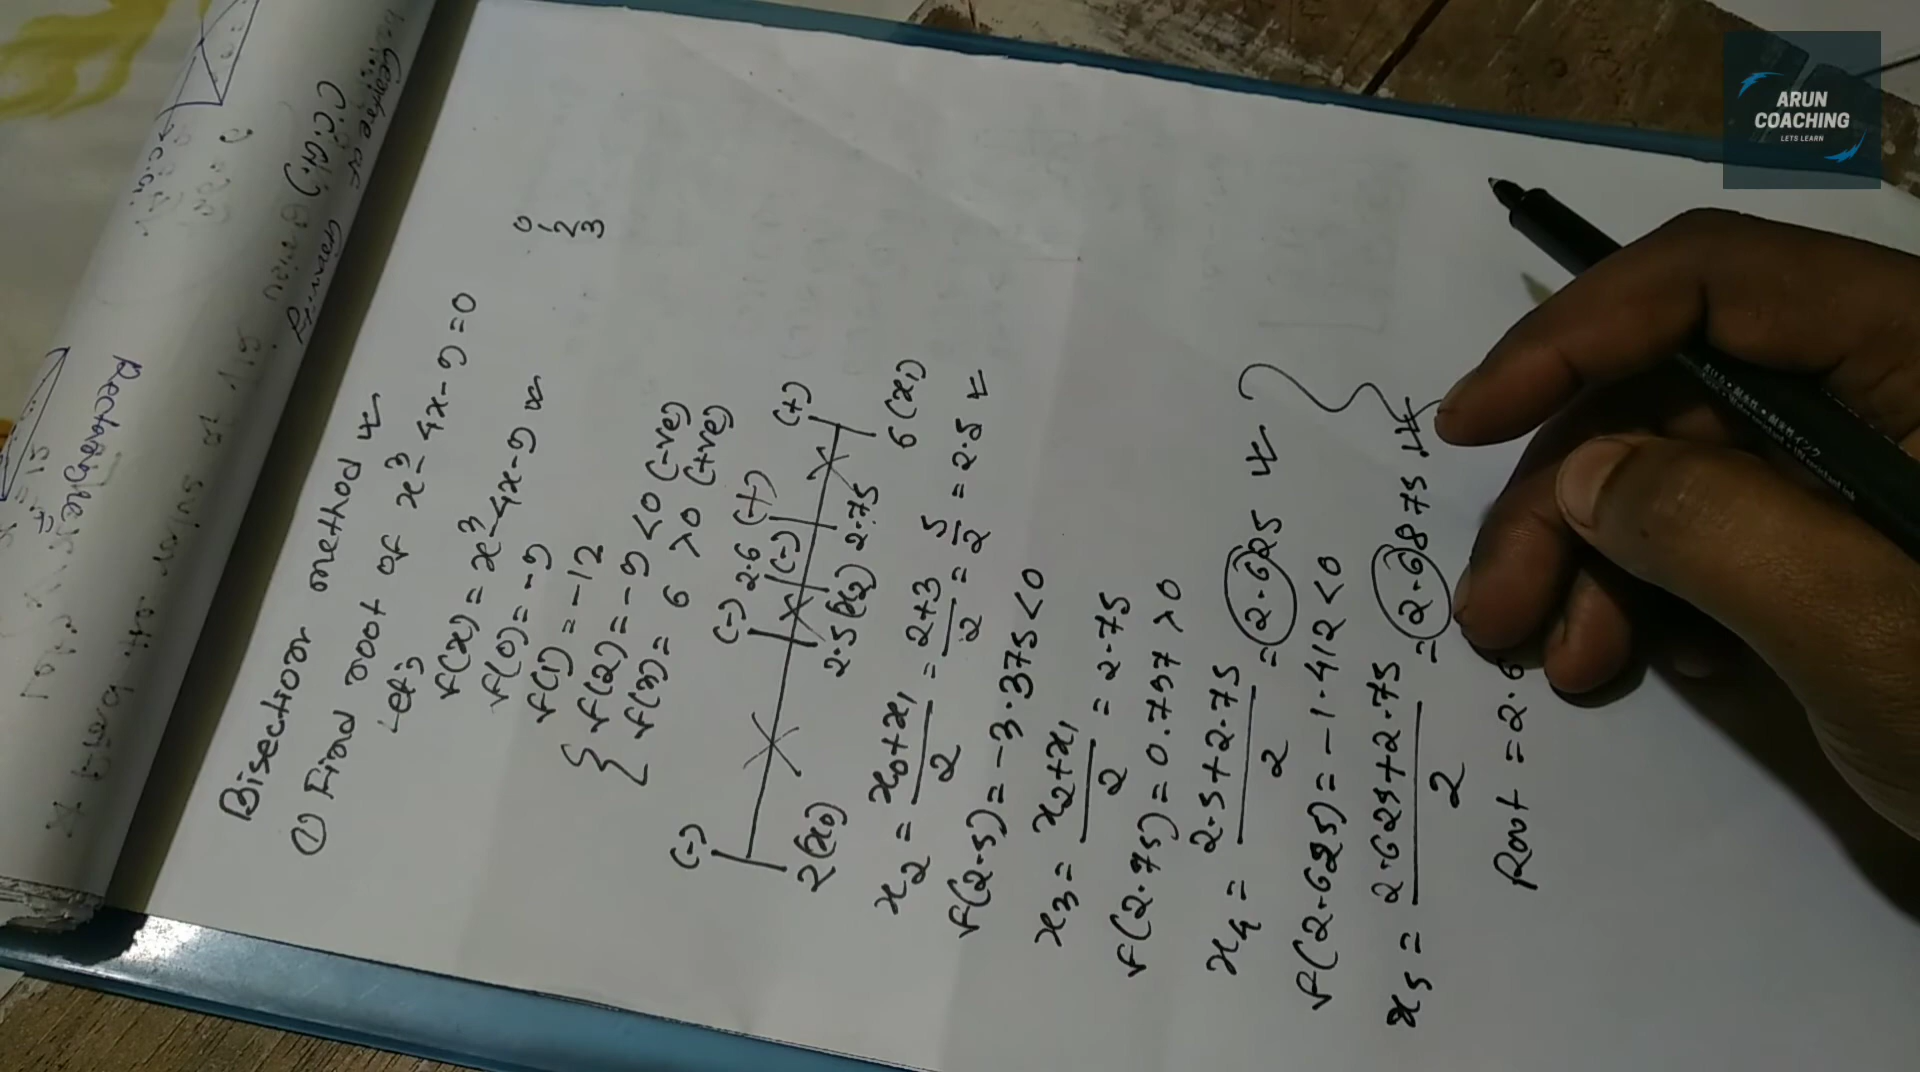 Bisection method
① Find root of x³-4x-9=0
Let,
f(x) = x³-4x-9
f(0) = -9
f(1) = -12
f(2) = -9 <0 (-ve)
f(3) = 6 >0 (+ve)
0
1
2
3
(-) (-) 2.6 (-) (+) (+)
2(x0) 2.5(x2) 2.75 6(x1)
x2 = x0+x1/2 = 2+3/2 = 5/2 = 2.5
f(2.5) = -3.375<0
x3 = x2+x1/2 = 2.75
f(2.75) = 0.797 >0
x4 = 2.5+2.75/2 = 2.625
f(2.625) = -1.412<0
x5 = 2.625+2.75/2 = 2.6875
Root = 2.6
Rectangle
ARUN
COACHING
LETS LEARN